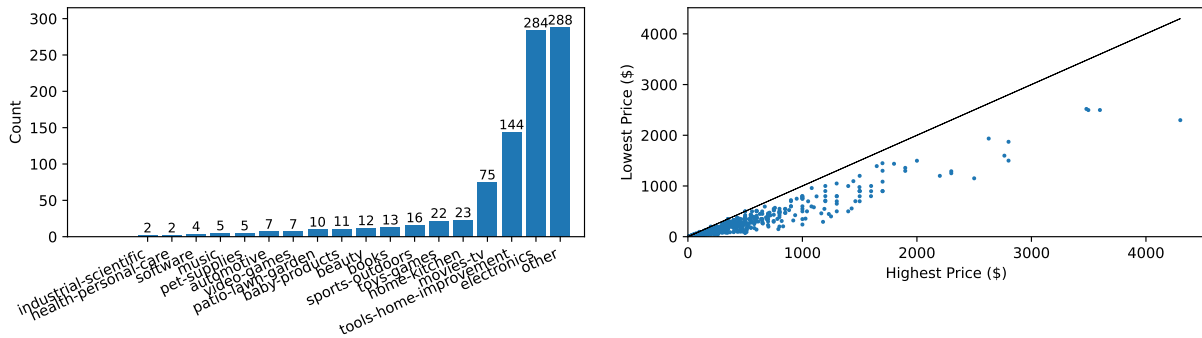 300
250
200
150
100
50
0
Count
2
2
4
5
5
7
7
10
11
12
13
16
22
23
75
144
284
288
industrial-scientific
health-personal-care
software
music
pet-supplies
automotive
video-games
patio-lawn-garden
baby-products
beauty
books
sports-outdoors
toys-games
home-kitchen
movies-tv
tools-home-improvement
electronics
other
4000
3000
2000
1000
0
Lowest Price ($)
0 1000 2000 3000 4000
Highest Price ($)